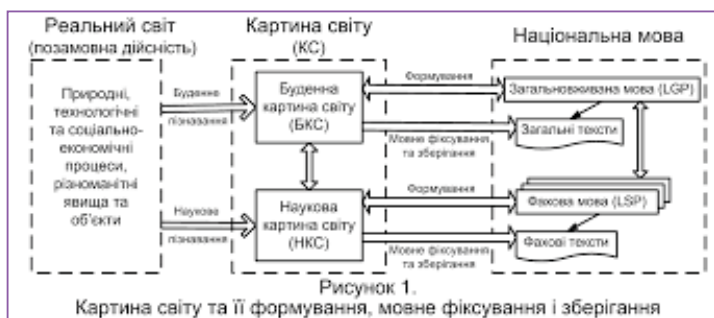 Реальний світ
(позамовна дійсність)
Картина світу
(КС)
Національна мова
Природні,
технологічні
та соціально-
економічні
процеси,
різноманітні
явища та
об'єкти
Буденне
пізнавання
Наукове
пізнавання
Буденна
картина світу
(БКС)
Наукова
картина світу
(НКС)
Формування
Мовне фіксування
та зберігання
Формування
Мовне фіксування
та зберігання
Загальновживана мова (LGP)
Загальні тексти
Фахова мова (LSP)
Фахові тексти
Рисунок 1.
Картина світу та її формування, мовне фіксування і зберігання